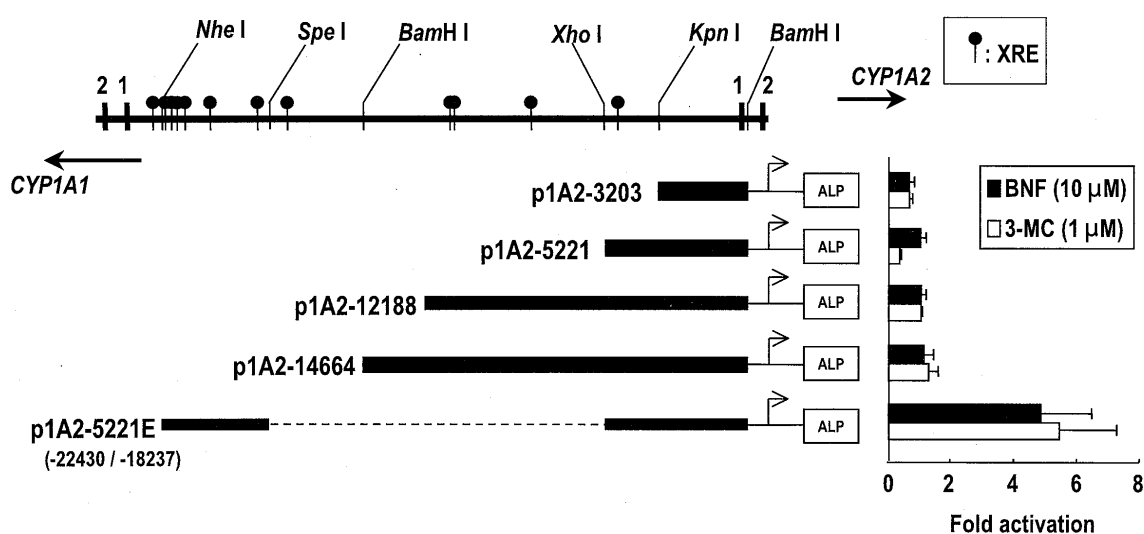 Nhe I Spe I BamH I Xho I Kpn I BamH I
: XRE
2 1 1 2
CYP1A2
CYP1A1
p1A2-3203 ALP
BNF (10 μM)
3-MC (1 μM)
p1A2-5221 ALP
p1A2-12188 ALP
p1A2-14664 ALP
p1A2-5221E ALP
(-22430 / -18237)
0 2 4 6 8
Fold activation